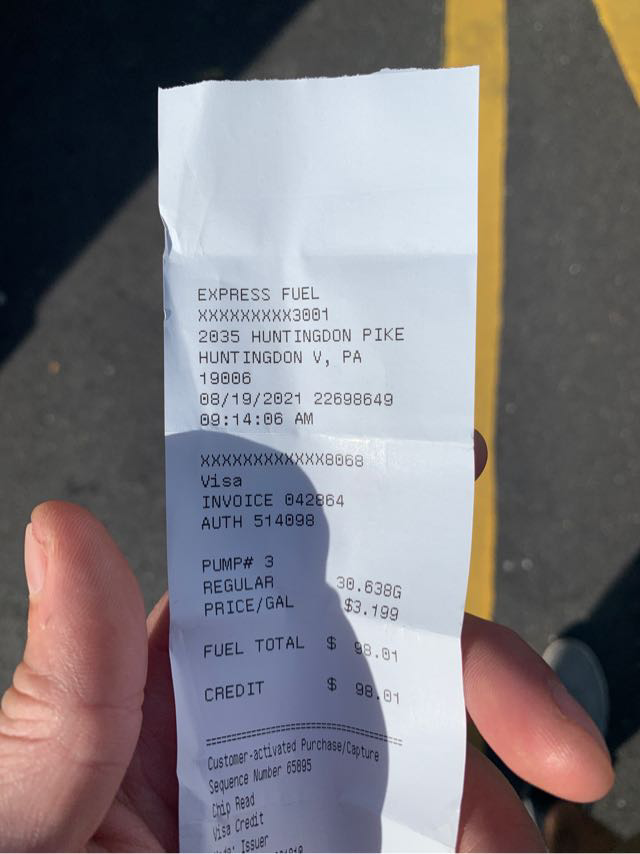 EXPRESS FUEL
XXXXXXXXX3001
2035 HUNTINGDON PIKE
HUNTINGDON V, PA
19006
08/19/2021 22698649
09:14:06 AM
XXXXXXXXXXXX8068
Visa
INVOICE 042864
AUTH 514098
PUMP# 3
REGULAR 30.638G
PRICE/GAL $3.199
FUEL TOTAL $ 98.01
CREDIT $ 98.01
===================================
Customer-activated Purchase/Capture
Sequence Number 65895
Chip Read
Visa Credit
Issuer